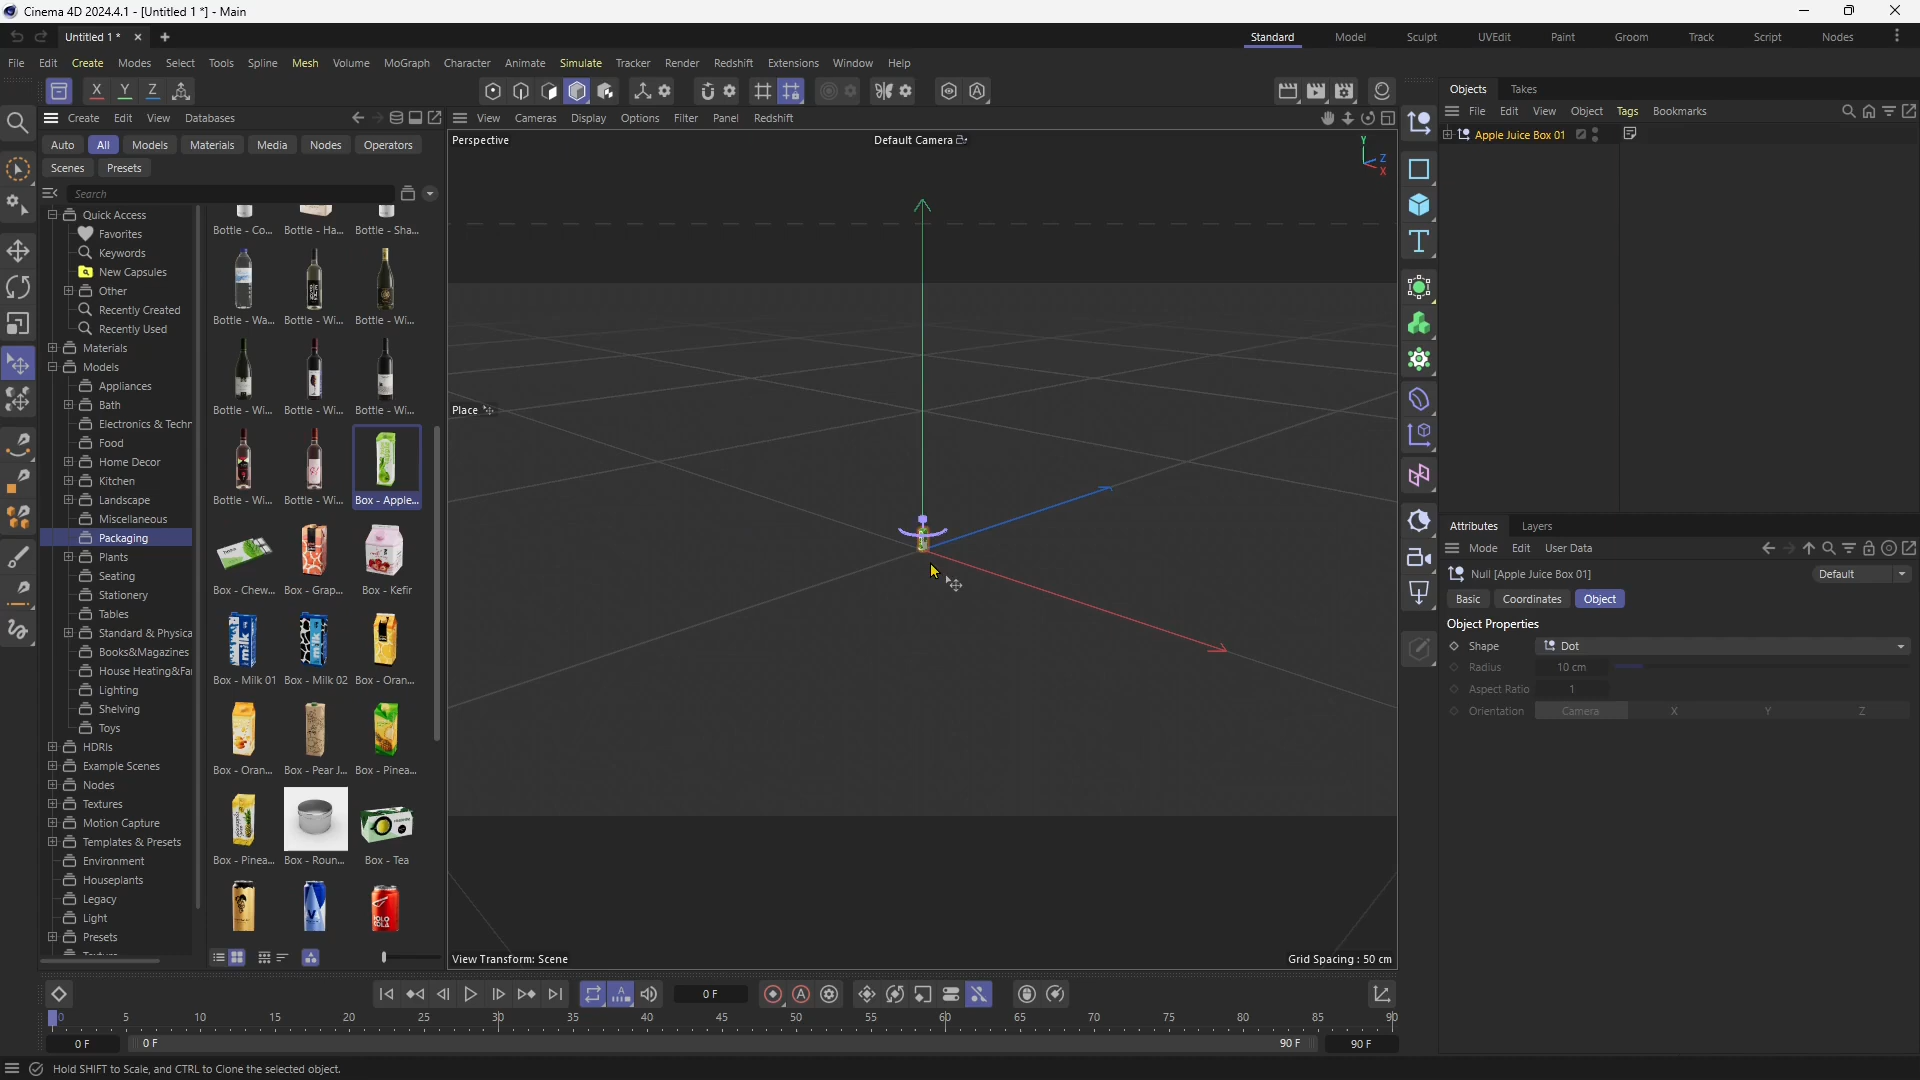 Cinema 4D 2024.4.1 - [Untitled 1 *] - Main
Untitled 1 *
Standard Model Sculpt UVEdit Paint Groom Track Script Nodes
File Edit Create Modes Select Tools Spline Mesh Volume MoGraph Character Animate Simulate Tracker Render Redshift Extensions Window Help
X Y Z
Create Edit View Databases
Auto All Models Materials Media Nodes Operators
Scenes Presets
Search
Quick Access
Favorites
Keywords
New Capsules
Other
Recently Created
Recently Used
Materials
Models
Appliances
Bath
Electronics & Techr
Food
Home Decor
Kitchen
Landscape
Miscellaneous
Packaging
Plants
Seating
Stationery
Tables
Standard & Physica
Books&Magazines
House Heating&Fa
Lighting
Shelving
Toys
HDRIs
Example Scenes
Nodes
Textures
Motion Capture
Templates & Presets
Environment
Houseplants
Legacy
Light
Presets
Bottle - Co... Bottle - Ha... Bottle - Sha...
Bottle - Wa... Bottle - Wi... Bottle - Wi...
Bottle - Wi... Bottle - Wi... Bottle - Wi...
Bottle - Wi... Bottle - Wi... Box - Apple...
Box - Chew... Box - Grap... Box - Kefir
milk milk
Box - Milk 01 Box - Milk 02 Box - Oran...
Box - Oran... Box - Pear J... Box - Pinea...
Box - Pinea... Box - Roun... Box - Tea
V POLO COLA
View Cameras Display Options Filter Panel Redshift
Perspective Default Camera
Y
Z
X
Place
View Transform: Scene Grid Spacing : 50 cm
Objects Takes
File Edit View Object Tags Bookmarks
Apple Juice Box 01
Attributes Layers
Mode Edit User Data
Null [Apple Juice Box 01] Default
Basic Coordinates Object
Object Properties
Shape Dot
Radius 10 cm
Aspect Ratio 1
Orientation Camera X Y Z
0 F
0 5 10 15 20 25 30 35 40 45 50 55 60 65 70 75 80 85 90
0 F 0 F 90 F 90 F
Hold SHIFT to Scale, and CTRL to Clone the selected object.